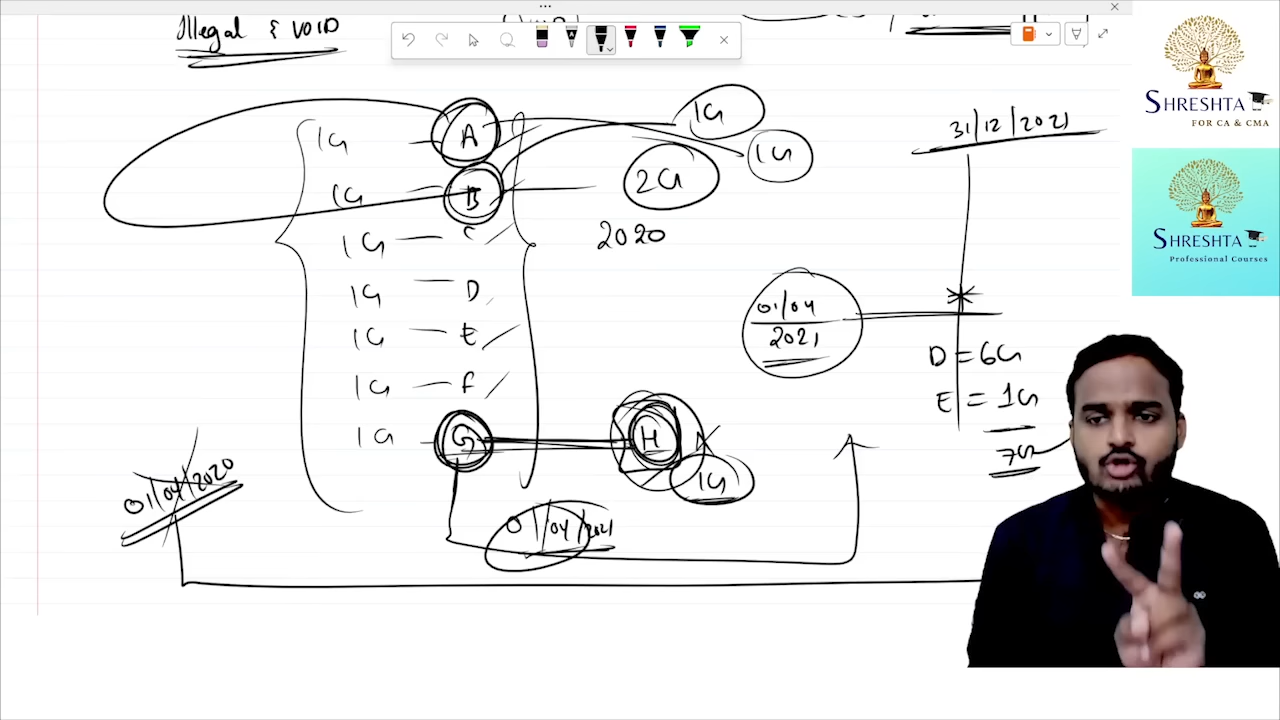 Illegal & VOID
31/12/2021
1G A 1G
1G
1G B 2G
1G C 2020
1G D
1G E
1G F
1G G H
1G
01/04
2021
D = 6G
E = 1G
7G
01/04/2020
01/04/2021
SHRESHTA
FOR CA & CMA
SHRESHTA
Professional Courses